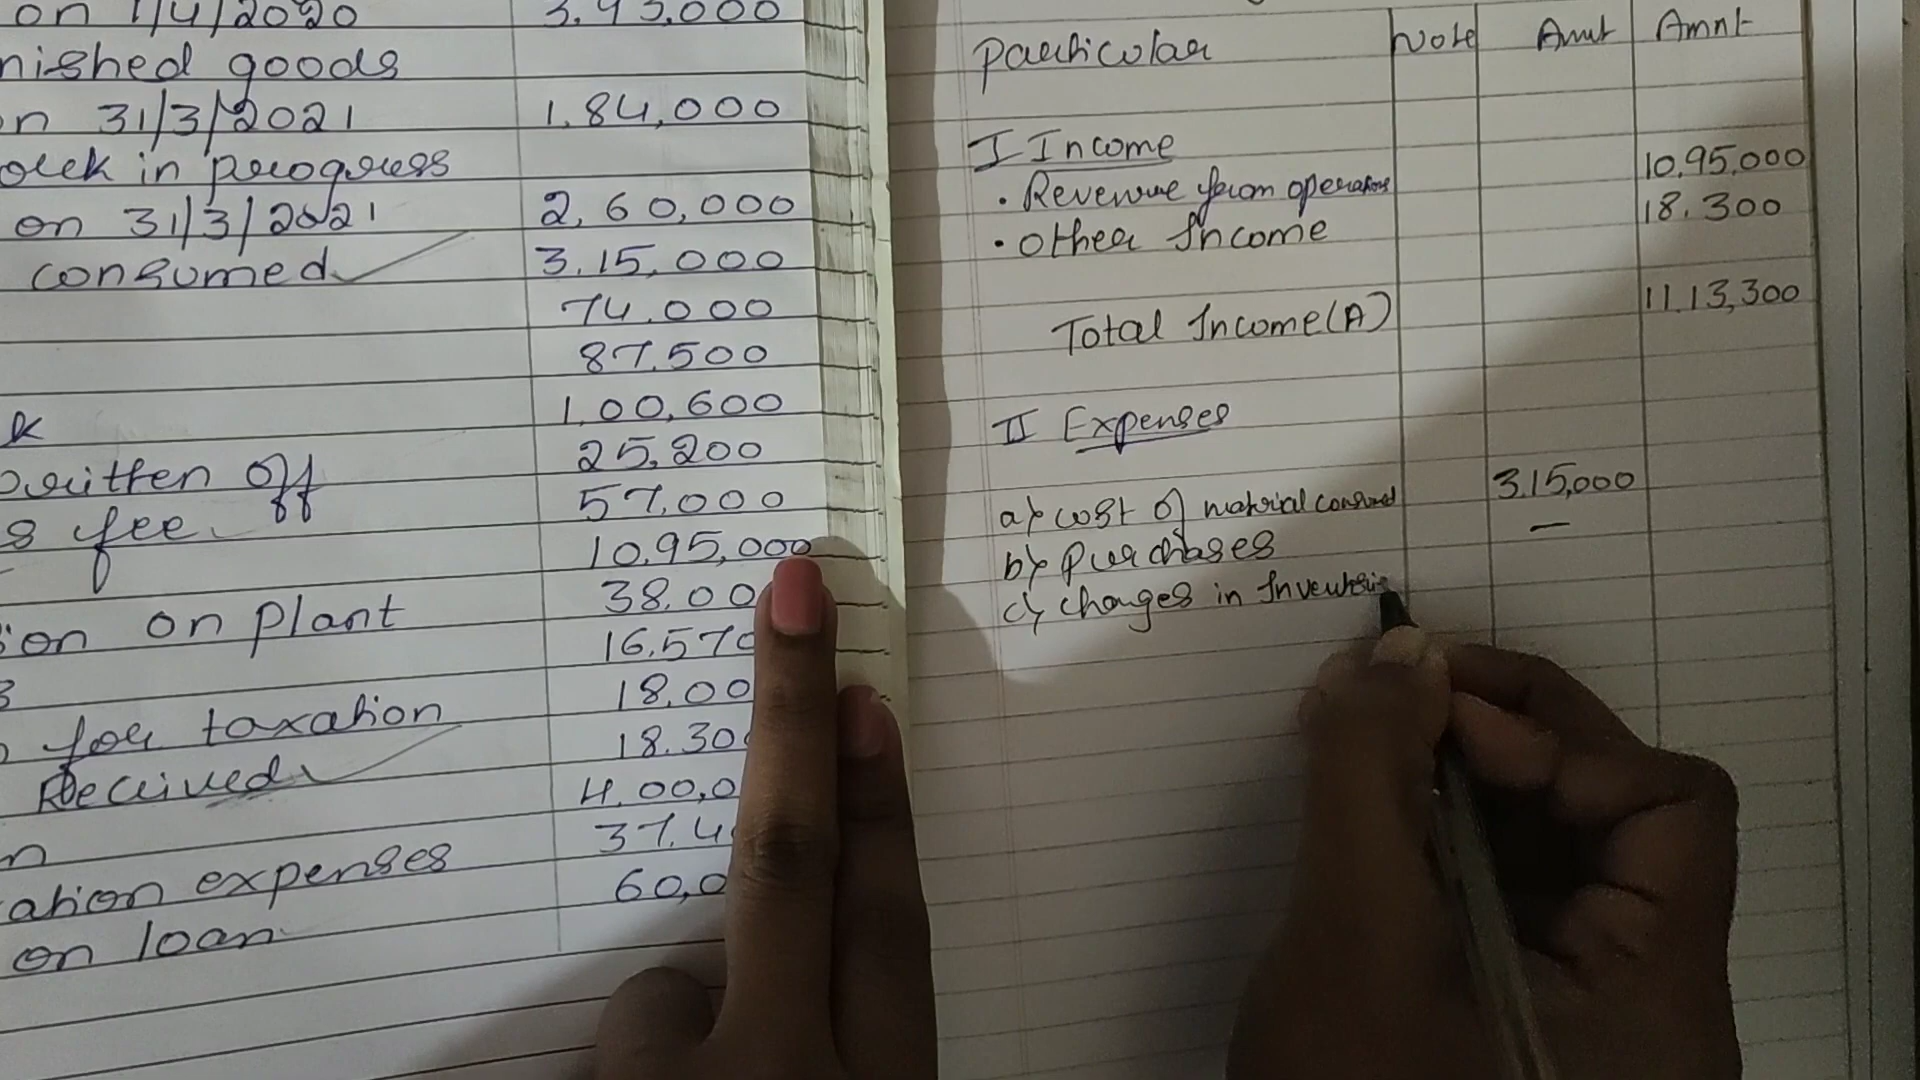 on 1/4/2020 3,95,000
nished goods
on 31/3/2021 1,84,000
ork in progress
on 31/3/2021 2,60,000
consumed 3,15,000
74,000
87,500
k 1,00,600
written off 25,200
s fee 57,000
10,95,000
ion on plant 38,00
16,570
18,00
for taxation 18.30
Received 4,00,0
n 37.4
ation expenses 60,0
on loan
Particular Note Amt Amnt
I Income
• Revenue from operations 10,95,000
• Other Income 18,300
Total Income (A) 11,13,300
II Expenses
a) cost of material consumed 3,15,000
b) Purchases —
c) changes in Inventori